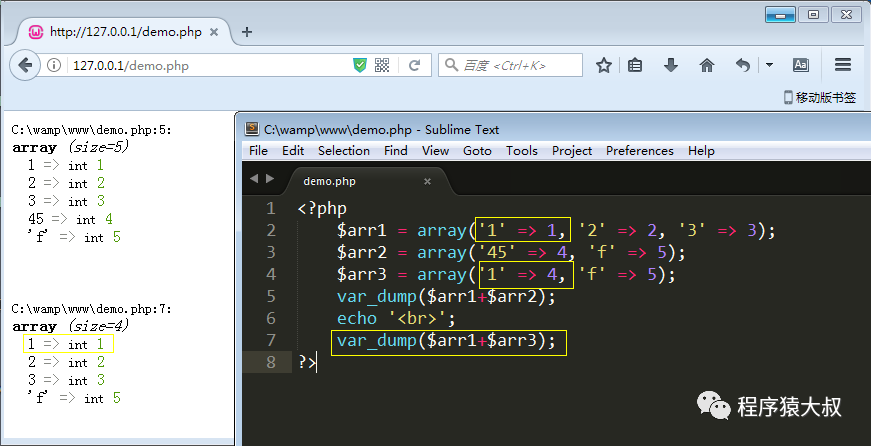 http://127.0.0.1/demo.php
127.0.0.1/demo.php
百度 <Ctrl+K>
移动版书签
C:\wamp\www\demo.php:5:
array (size=5)
1 => int 1
2 => int 2
3 => int 3
45 => int 4
'f' => int 5
C:\wamp\www\demo.php:7:
array (size=4)
1 => int 1
2 => int 2
3 => int 3
'f' => int 5
C:\wamp\www\demo.php - Sublime Text
File Edit Selection Find View Goto Tools Project Preferences Help
demo.php
1 <?php
2 $arr1 = array('1' => 1, '2' => 2, '3' => 3);
3 $arr2 = array('45' => 4, 'f' => 5);
4 $arr3 = array('1' => 4, 'f' => 5);
5 var_dump($arr1+$arr2);
6 echo '<br>';
7 var_dump($arr1+$arr3);
8 ?>
程序猿大叔